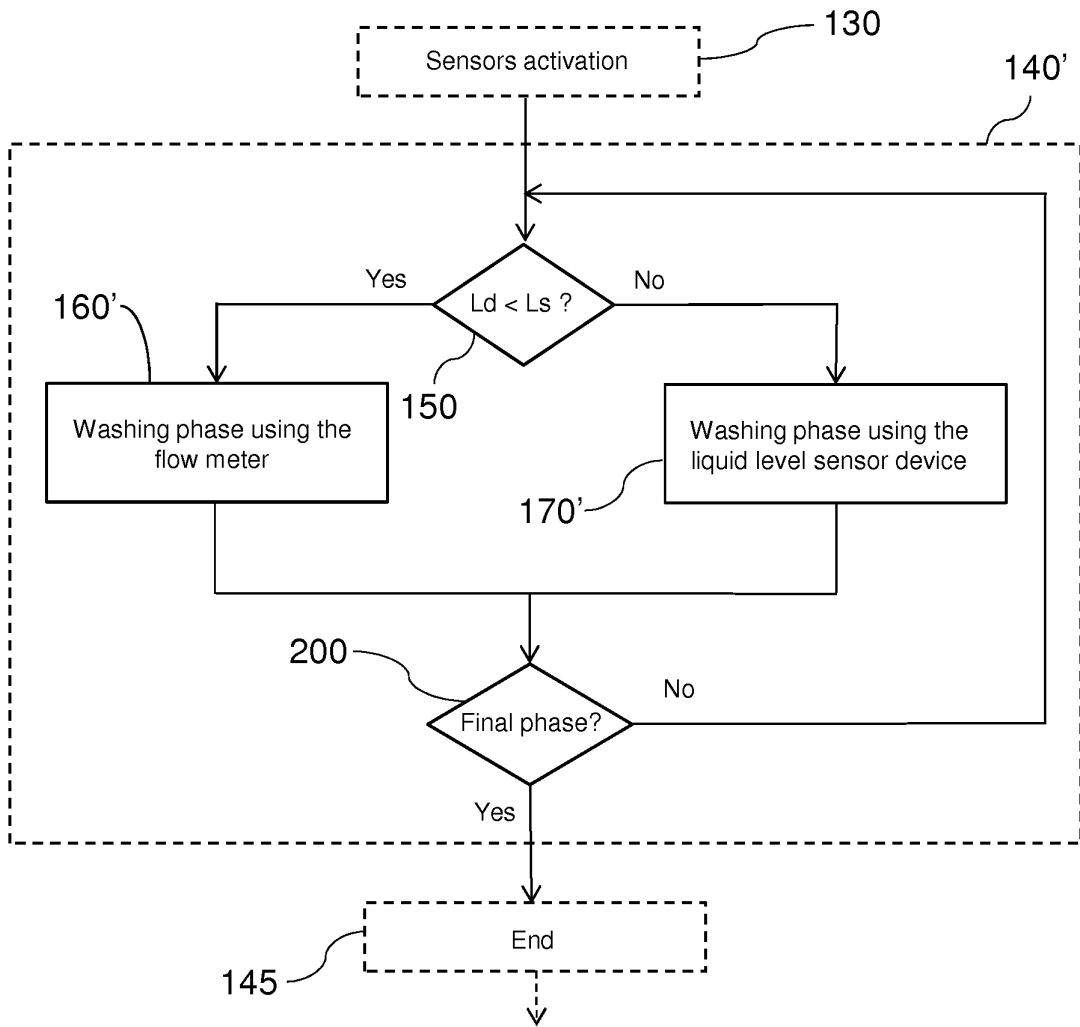 130
Sensors activation
140’
Yes
No
Ld < Ls ?
160’
150
Washing phase using the
flow meter
Washing phase using the
liquid level sensor device
170’
200
No
Final phase?
Yes
End
145